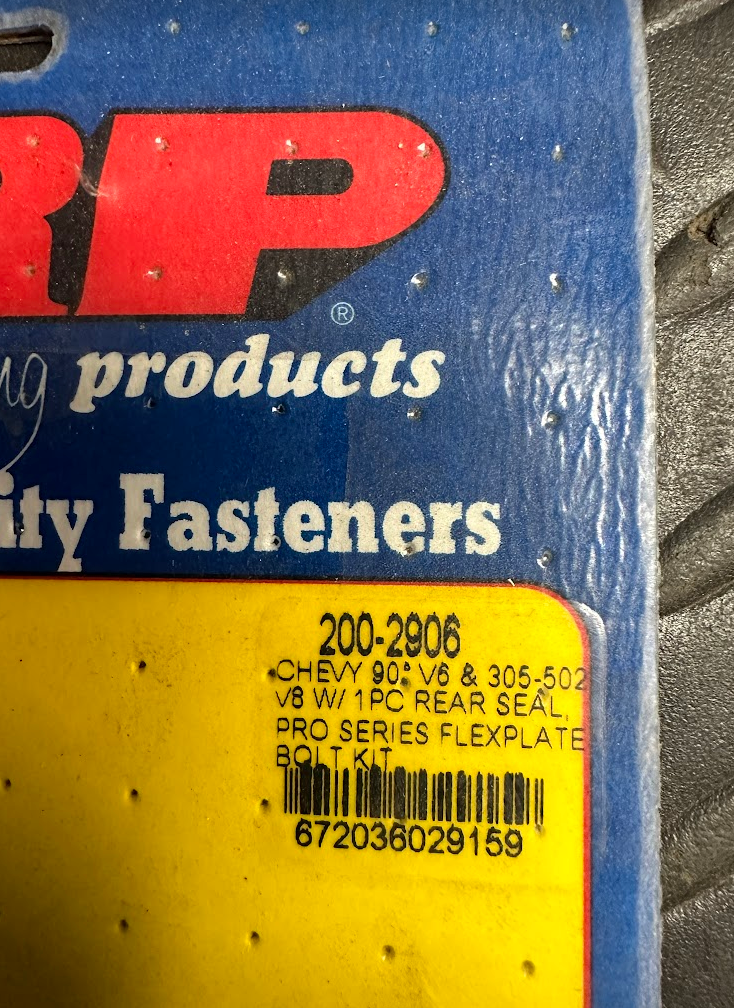 RP
®
products
Fasteners
200-2906
CHEVY 90° V6 & 305-502
V8 W/ 1PC REAR SEAL,
PRO SERIES FLEXPLATE
BOLT KIT
672036029159